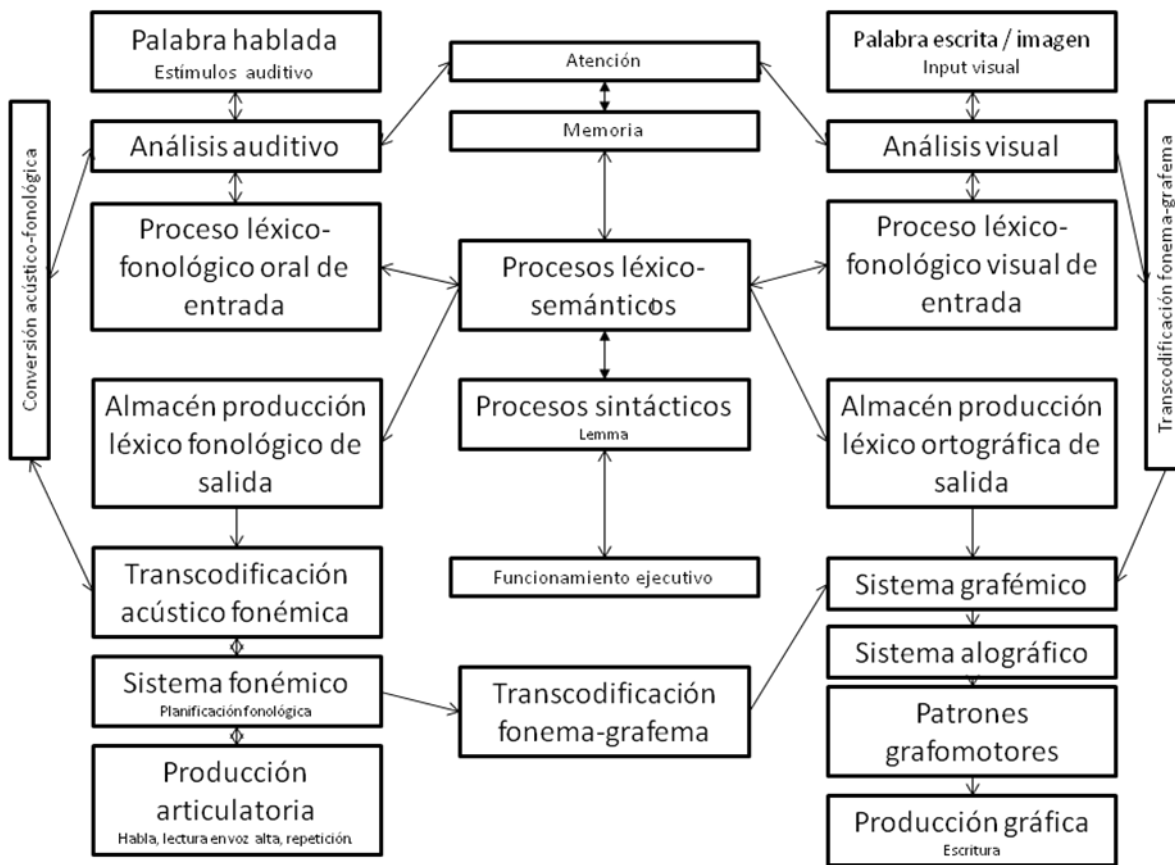 Palabra hablada
Estímulos auditivo
Análisis auditivo
Proceso léxico-
fonológico oral de
entrada
Almacén producción
léxico fonológico de
salida
Transcodificación
acústico fonémica
Sistema fonémico
Planificación fonológica
Producción
articulatoria
Habla, lectura en voz alta, repetición.
Conversión acústico-fonológica
Atención
Memoria
Procesos léxico-
semánticos
Procesos sintácticos
Lemma
Funcionamiento ejecutivo
Transcodificación
fonema-grafema
Palabra escrita / imagen
Input visual
Análisis visual
Proceso léxico-
fonológico visual de
entrada
Almacén producción
léxico ortográfica de
salida
Sistema grafémico
Sistema alográfico
Patrones
grafomotores
Producción gráfica
Escritura
Transcodificación fonema-grafema